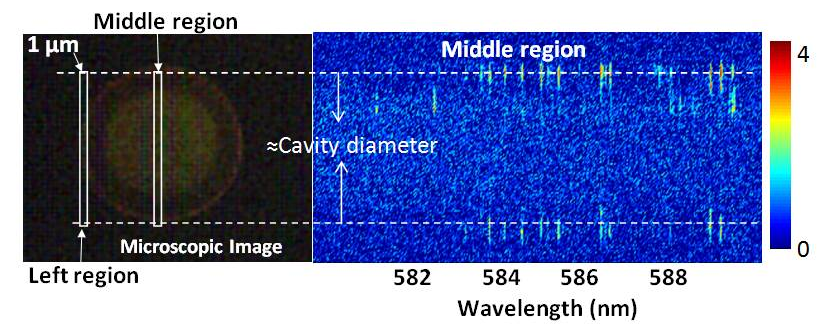 Middle region
1 μm
Middle region
4
≈Cavity diameter
Microscopic Image
0
Left region
582 584 586 588
Wavelength (nm)